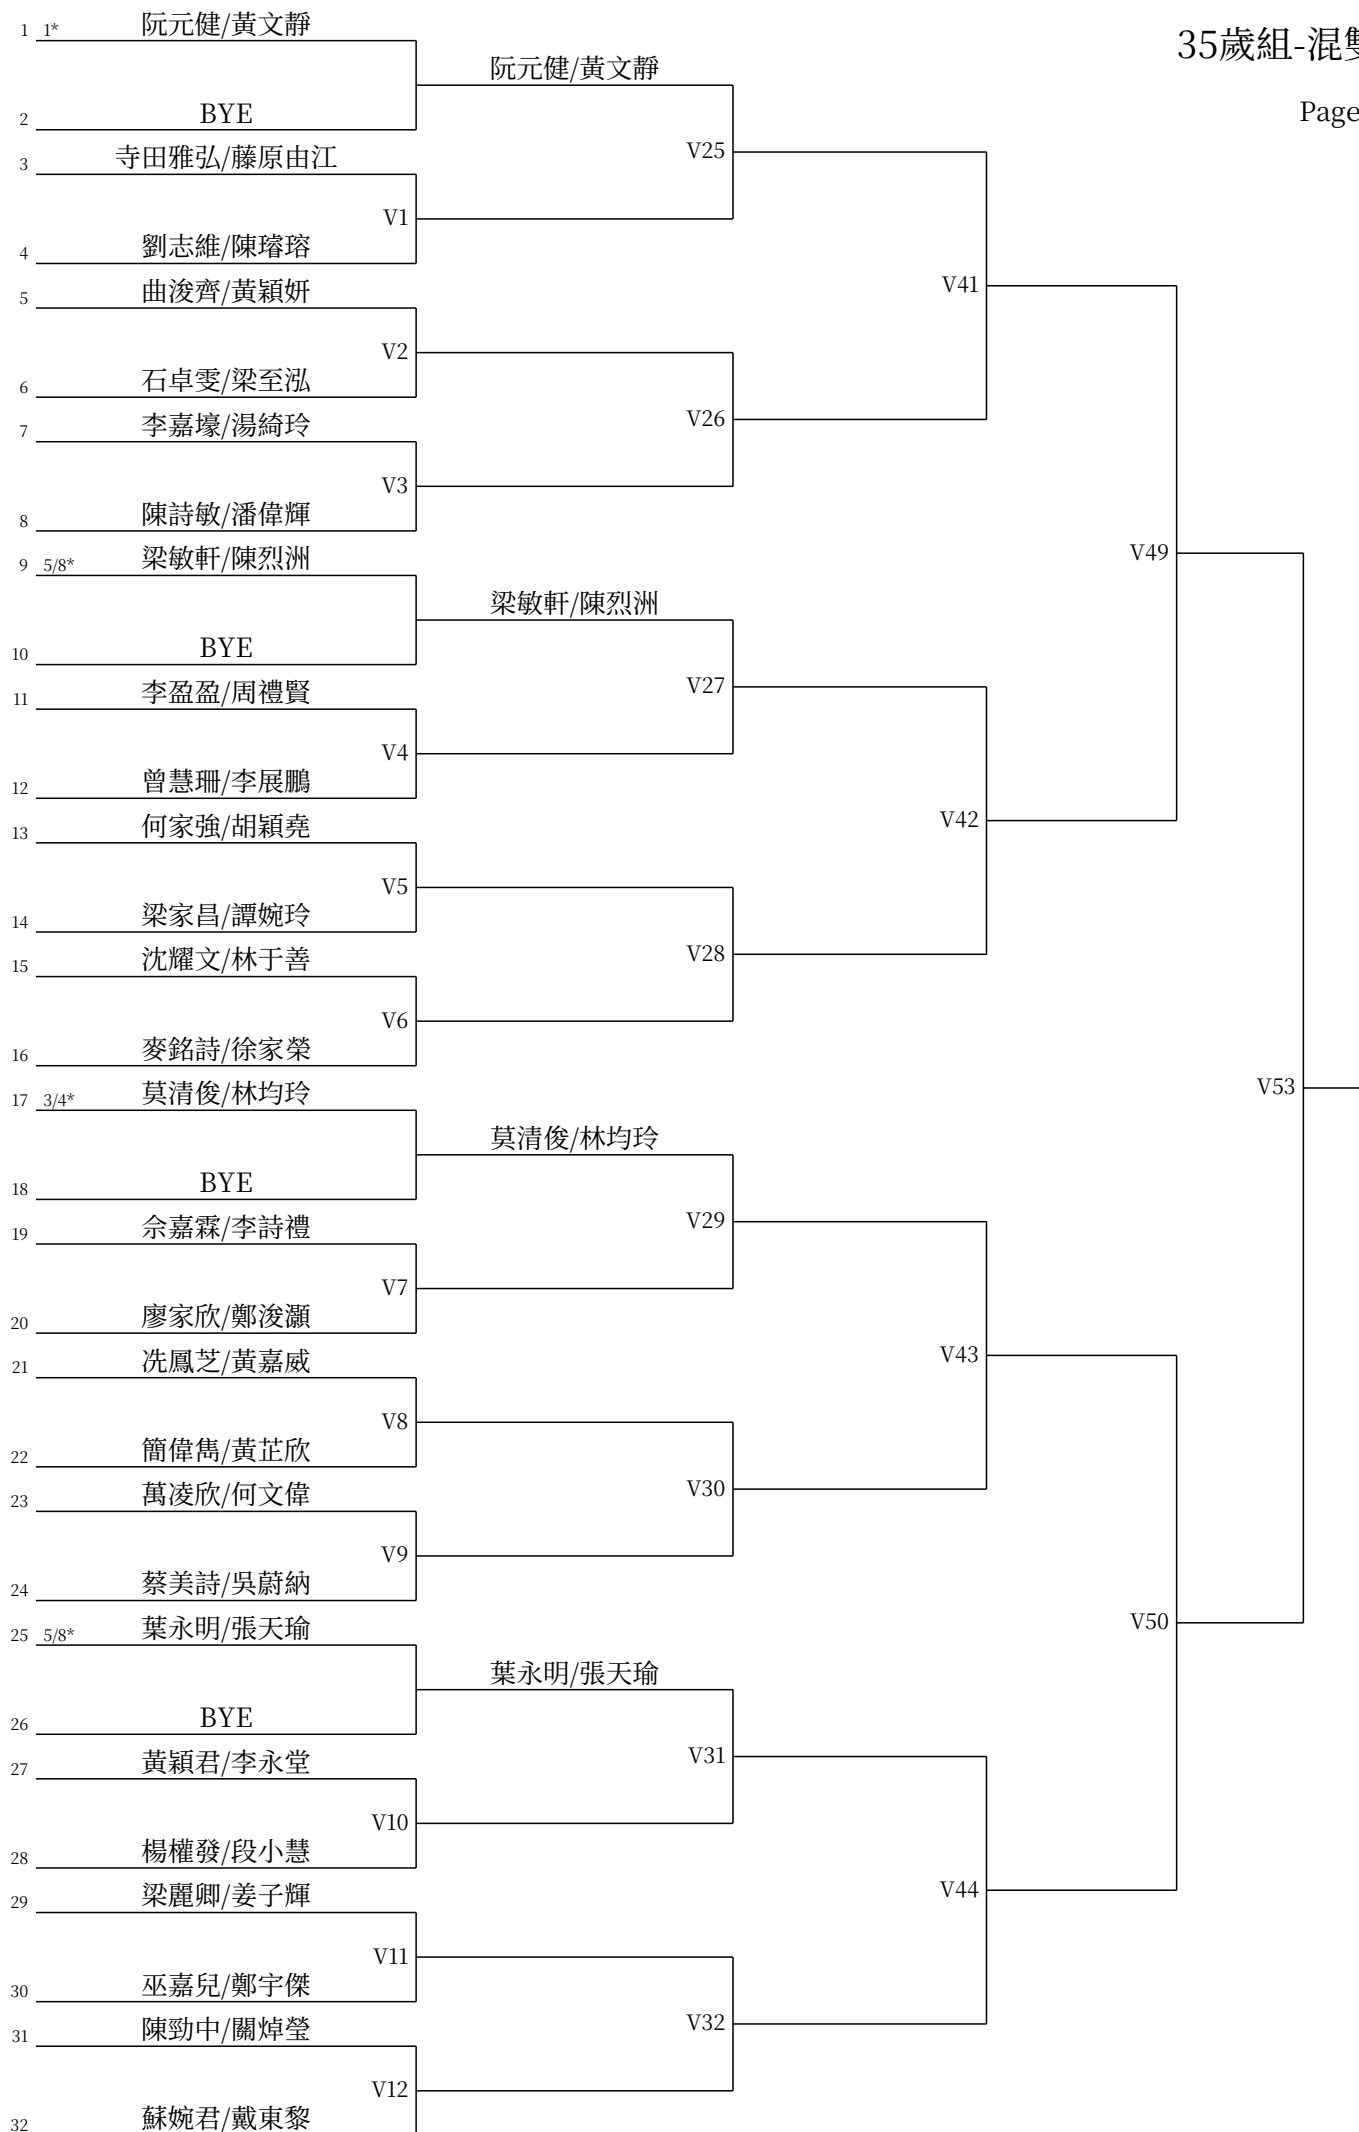 35歲組-混雙
Page
1 1* 阮元健/黃文靜
阮元健/黃文靜
2 BYE
V25
3 寺田雅弘/藤原由江
V1
4 劉志維/陳璿瑢
V41
5 曲浚齊/黃穎妍
V2
6 石卓雯/梁至泓
V26
7 李嘉壕/湯綺玲
V3
8 陳詩敏/潘偉輝
V49
9 5/8* 梁敏軒/陳烈洲
梁敏軒/陳烈洲
10 BYE
V27
11 李盈盈/周禮賢
V4
12 曾慧珊/李展鵬
V42
13 何家強/胡穎堯
V5
14 梁家昌/譚婉玲
V28
15 沈耀文/林于善
V6
16 麥銘詩/徐家榮
V53
17 3/4* 莫清俊/林均玲
莫清俊/林均玲
18 BYE
V29
19 佘嘉霖/李詩禮
V7
20 廖家欣/鄭浚灝
V43
21 冼鳳芝/黃嘉威
V8
22 簡偉雋/黃芷欣
V30
23 萬凌欣/何文偉
V9
24 蔡美詩/吳蔚納
V50
25 5/8* 葉永明/張天瑜
葉永明/張天瑜
26 BYE
V31
27 黃穎君/李永堂
V10
28 楊權發/段小慧
V44
29 梁麗卿/姜子輝
V11
30 巫嘉兒/鄭宇傑
V32
31 陳勁中/關焯瑩
V12
32 蘇婉君/戴東黎